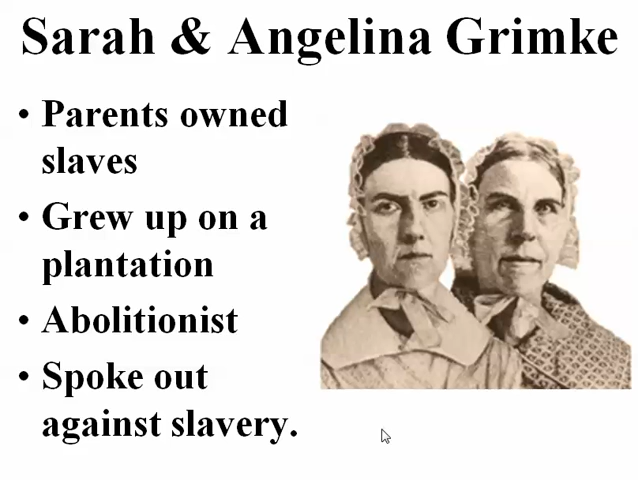 Sarah & Angelina Grimke
• Parents owned
slaves
• Grew up on a
plantation
• Abolitionist
• Spoke out
against slavery.